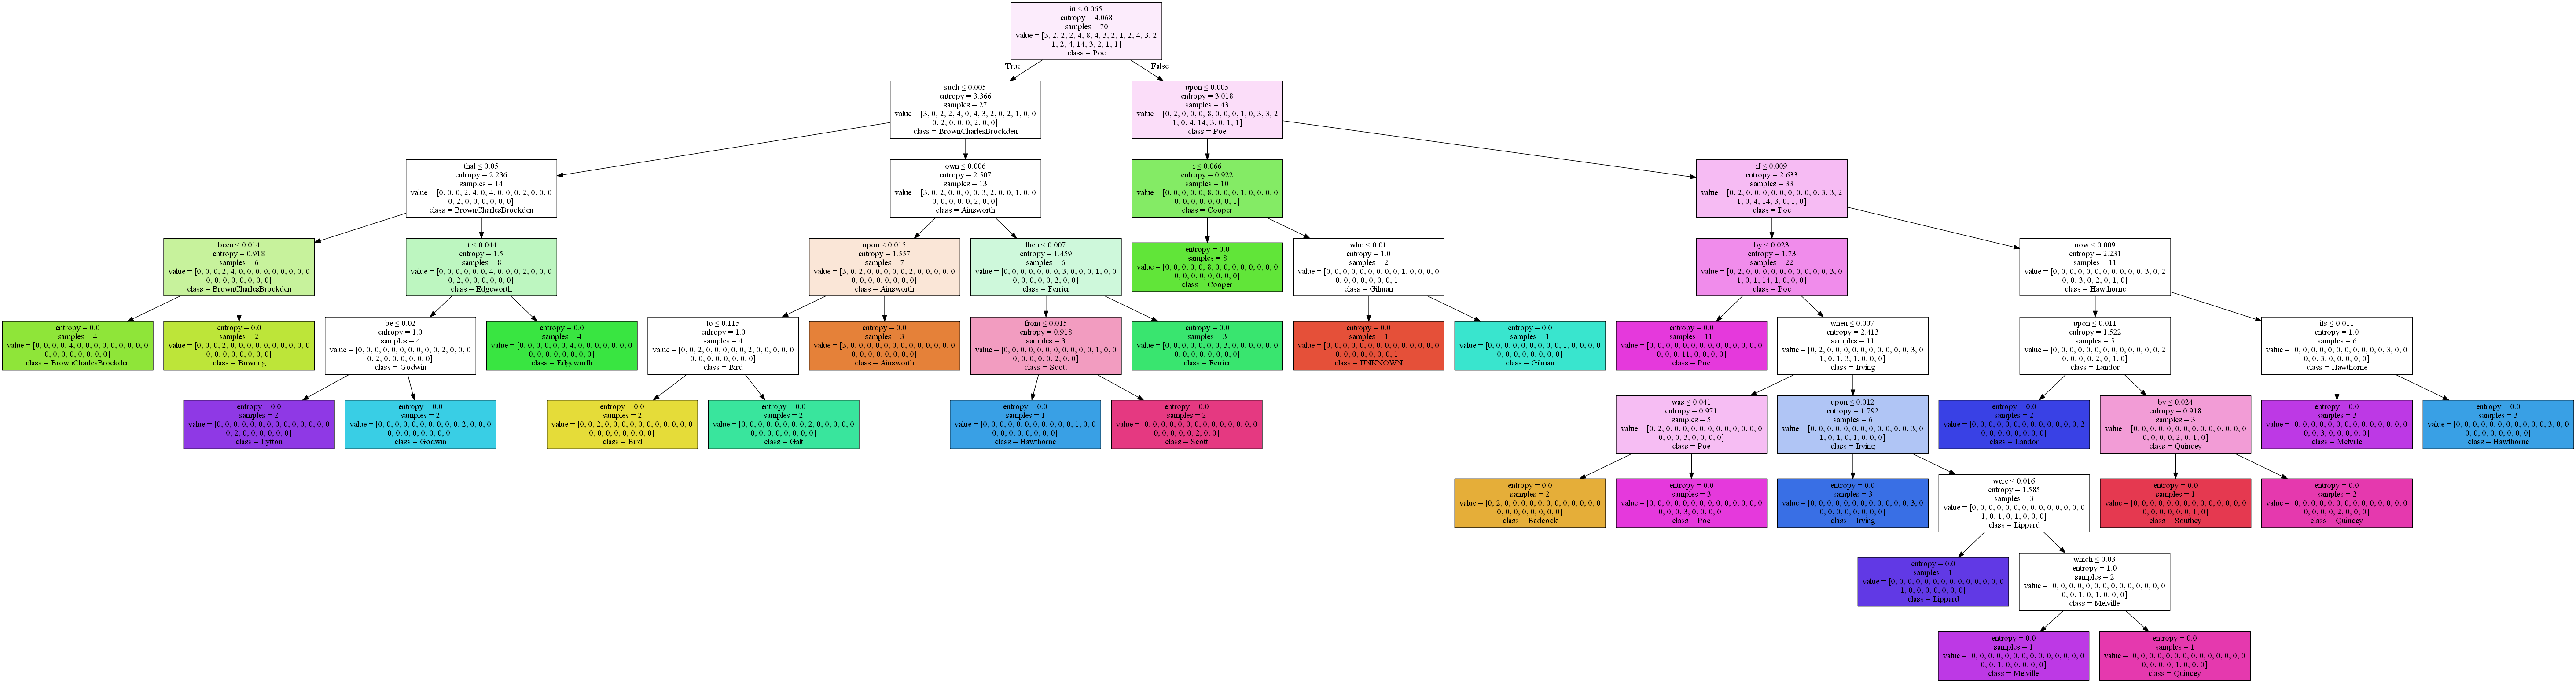 in ≤ 0.065
entropy = 4.068
samples = 70
value = [3, 2, 2, 2, 4, 8, 4, 3, 2, 1, 2, 4, 3, 2
1, 2, 4, 14, 3, 2, 1, 1]
class = Poe
True
False
such ≤ 0.005
entropy = 3.366
samples = 27
value = [3, 0, 2, 2, 4, 0, 4, 3, 2, 0, 2, 1, 0, 0
0, 2, 0, 0, 0, 2, 0, 0]
class = BrownCharlesBrockden
upon ≤ 0.005
entropy = 3.018
samples = 43
value = [0, 2, 0, 0, 0, 8, 0, 0, 0, 1, 0, 3, 3, 2
1, 0, 4, 14, 3, 0, 1, 1]
class = Poe
that ≤ 0.05
entropy = 2.236
samples = 14
value = [0, 0, 0, 2, 4, 0, 4, 0, 0, 0, 2, 0, 0, 0
0, 2, 0, 0, 0, 0, 0, 0]
class = BrownCharlesBrockden
own ≤ 0.006
entropy = 2.507
samples = 13
value = [3, 0, 2, 0, 0, 0, 0, 3, 2, 0, 0, 1, 0, 0
0, 0, 0, 0, 0, 2, 0, 0]
class = Ainsworth
i ≤ 0.066
entropy = 0.922
samples = 10
value = [0, 0, 0, 0, 0, 8, 0, 0, 0, 1, 0, 0, 0, 0
0, 0, 0, 0, 0, 0, 0, 1]
class = Cooper
if ≤ 0.009
entropy = 2.633
samples = 33
value = [0, 2, 0, 0, 0, 0, 0, 0, 0, 0, 0, 3, 3, 2
1, 0, 4, 14, 3, 0, 1, 0]
class = Poe
been ≤ 0.014
entropy = 0.918
samples = 6
value = [0, 0, 0, 2, 4, 0, 0, 0, 0, 0, 0, 0, 0, 0
0, 0, 0, 0, 0, 0, 0, 0]
class = BrownCharlesBrockden
it ≤ 0.044
entropy = 1.5
samples = 8
value = [0, 0, 0, 0, 0, 0, 4, 0, 0, 0, 2, 0, 0, 0
0, 2, 0, 0, 0, 0, 0, 0]
class = Edgeworth
upon ≤ 0.015
entropy = 1.557
samples = 7
value = [3, 0, 2, 0, 0, 0, 0, 0, 2, 0, 0, 0, 0, 0
0, 0, 0, 0, 0, 0, 0, 0]
class = Ainsworth
then ≤ 0.007
entropy = 1.459
samples = 6
value = [0, 0, 0, 0, 0, 0, 0, 3, 0, 0, 0, 1, 0, 0
0, 0, 0, 0, 0, 2, 0, 0]
class = Ferrier
entropy = 0.0
samples = 8
value = [0, 0, 0, 0, 0, 8, 0, 0, 0, 0, 0, 0, 0, 0
0, 0, 0, 0, 0, 0, 0, 0]
class = Cooper
who ≤ 0.01
entropy = 1.0
samples = 2
value = [0, 0, 0, 0, 0, 0, 0, 0, 0, 1, 0, 0, 0, 0
0, 0, 0, 0, 0, 0, 0, 1]
class = Gilman
by ≤ 0.023
entropy = 1.73
samples = 22
value = [0, 2, 0, 0, 0, 0, 0, 0, 0, 0, 0, 0, 3, 0
1, 0, 1, 14, 1, 0, 0, 0]
class = Poe
now ≤ 0.009
entropy = 2.231
samples = 11
value = [0, 0, 0, 0, 0, 0, 0, 0, 0, 0, 0, 3, 0, 2
0, 0, 3, 0, 2, 0, 1, 0]
class = Hawthorne
entropy = 0.0
samples = 4
value = [0, 0, 0, 0, 4, 0, 0, 0, 0, 0, 0, 0, 0, 0
0, 0, 0, 0, 0, 0, 0, 0]
class = BrownCharlesBrockden
entropy = 0.0
samples = 2
value = [0, 0, 0, 2, 0, 0, 0, 0, 0, 0, 0, 0, 0, 0
0, 0, 0, 0, 0, 0, 0, 0]
class = Bowring
be ≤ 0.02
entropy = 1.0
samples = 4
value = [0, 0, 0, 0, 0, 0, 0, 0, 0, 0, 2, 0, 0, 0
0, 2, 0, 0, 0, 0, 0, 0]
class = Godwin
entropy = 0.0
samples = 4
value = [0, 0, 0, 0, 0, 0, 4, 0, 0, 0, 0, 0, 0, 0
0, 0, 0, 0, 0, 0, 0, 0]
class = Edgeworth
to ≤ 0.115
entropy = 1.0
samples = 4
value = [0, 0, 2, 0, 0, 0, 0, 0, 2, 0, 0, 0, 0, 0
0, 0, 0, 0, 0, 0, 0, 0]
class = Bird
entropy = 0.0
samples = 3
value = [3, 0, 0, 0, 0, 0, 0, 0, 0, 0, 0, 0, 0, 0
0, 0, 0, 0, 0, 0, 0, 0]
class = Ainsworth
from ≤ 0.015
entropy = 0.918
samples = 3
value = [0, 0, 0, 0, 0, 0, 0, 0, 0, 0, 0, 1, 0, 0
0, 0, 0, 0, 0, 2, 0, 0]
class = Scott
entropy = 0.0
samples = 3
value = [0, 0, 0, 0, 0, 0, 0, 3, 0, 0, 0, 0, 0, 0
0, 0, 0, 0, 0, 0, 0, 0]
class = Ferrier
entropy = 0.0
samples = 1
value = [0, 0, 0, 0, 0, 0, 0, 0, 0, 0, 0, 0, 0, 0
0, 0, 0, 0, 0, 0, 0, 1]
class = UNKNOWN
entropy = 0.0
samples = 1
value = [0, 0, 0, 0, 0, 0, 0, 0, 0, 1, 0, 0, 0, 0
0, 0, 0, 0, 0, 0, 0, 0]
class = Gilman
entropy = 0.0
samples = 11
value = [0, 0, 0, 0, 0, 0, 0, 0, 0, 0, 0, 0, 0, 0
0, 0, 0, 11, 0, 0, 0, 0]
class = Poe
when ≤ 0.007
entropy = 2.413
samples = 11
value = [0, 2, 0, 0, 0, 0, 0, 0, 0, 0, 0, 0, 3, 0
1, 0, 1, 3, 1, 0, 0, 0]
class = Irving
upon ≤ 0.011
entropy = 1.522
samples = 5
value = [0, 0, 0, 0, 0, 0, 0, 0, 0, 0, 0, 0, 0, 2
0, 0, 0, 0, 2, 0, 1, 0]
class = Landor
its ≤ 0.011
entropy = 1.0
samples = 6
value = [0, 0, 0, 0, 0, 0, 0, 0, 0, 0, 0, 3, 0, 0
0, 0, 3, 0, 0, 0, 0, 0]
class = Hawthorne
entropy = 0.0
samples = 2
value = [0, 0, 0, 0, 0, 0, 0, 0, 0, 0, 0, 0, 0, 0
0, 2, 0, 0, 0, 0, 0, 0]
class = Lytton
entropy = 0.0
samples = 2
value = [0, 0, 0, 0, 0, 0, 0, 0, 0, 0, 2, 0, 0, 0
0, 0, 0, 0, 0, 0, 0, 0]
class = Godwin
entropy = 0.0
samples = 2
value = [0, 0, 2, 0, 0, 0, 0, 0, 0, 0, 0, 0, 0, 0
0, 0, 0, 0, 0, 0, 0, 0]
class = Bird
entropy = 0.0
samples = 2
value = [0, 0, 0, 0, 0, 0, 0, 0, 2, 0, 0, 0, 0, 0
0, 0, 0, 0, 0, 0, 0, 0]
class = Galt
entropy = 0.0
samples = 1
value = [0, 0, 0, 0, 0, 0, 0, 0, 0, 0, 0, 1, 0, 0
0, 0, 0, 0, 0, 0, 0, 0]
class = Hawthorne
entropy = 0.0
samples = 2
value = [0, 0, 0, 0, 0, 0, 0, 0, 0, 0, 0, 0, 0, 0
0, 0, 0, 0, 0, 2, 0, 0]
class = Scott
was ≤ 0.041
entropy = 0.971
samples = 5
value = [0, 2, 0, 0, 0, 0, 0, 0, 0, 0, 0, 0, 0, 0
0, 0, 0, 3, 0, 0, 0, 0]
class = Poe
upon ≤ 0.012
entropy = 1.792
samples = 6
value = [0, 0, 0, 0, 0, 0, 0, 0, 0, 0, 0, 0, 3, 0
1, 0, 1, 0, 1, 0, 0, 0]
class = Irving
entropy = 0.0
samples = 2
value = [0, 0, 0, 0, 0, 0, 0, 0, 0, 0, 0, 0, 0, 2
0, 0, 0, 0, 0, 0, 0, 0]
class = Landor
by ≤ 0.024
entropy = 0.918
samples = 3
value = [0, 0, 0, 0, 0, 0, 0, 0, 0, 0, 0, 0, 0, 0
0, 0, 0, 0, 2, 0, 1, 0]
class = Quincey
entropy = 0.0
samples = 3
value = [0, 0, 0, 0, 0, 0, 0, 0, 0, 0, 0, 0, 0, 0
0, 0, 3, 0, 0, 0, 0, 0]
class = Melville
entropy = 0.0
samples = 3
value = [0, 0, 0, 0, 0, 0, 0, 0, 0, 0, 0, 3, 0, 0
0, 0, 0, 0, 0, 0, 0, 0]
class = Hawthorne
entropy = 0.0
samples = 2
value = [0, 2, 0, 0, 0, 0, 0, 0, 0, 0, 0, 0, 0, 0
0, 0, 0, 0, 0, 0, 0, 0]
class = Badcock
entropy = 0.0
samples = 3
value = [0, 0, 0, 0, 0, 0, 0, 0, 0, 0, 0, 0, 0, 0
0, 0, 0, 3, 0, 0, 0, 0]
class = Poe
entropy = 0.0
samples = 3
value = [0, 0, 0, 0, 0, 0, 0, 0, 0, 0, 0, 0, 3, 0
0, 0, 0, 0, 0, 0, 0, 0]
class = Irving
were ≤ 0.016
entropy = 1.585
samples = 3
value = [0, 0, 0, 0, 0, 0, 0, 0, 0, 0, 0, 0, 0, 0
1, 0, 1, 0, 1, 0, 0, 0]
class = Lippard
entropy = 0.0
samples = 1
value = [0, 0, 0, 0, 0, 0, 0, 0, 0, 0, 0, 0, 0, 0
0, 0, 0, 0, 0, 0, 1, 0]
class = Southey
entropy = 0.0
samples = 2
value = [0, 0, 0, 0, 0, 0, 0, 0, 0, 0, 0, 0, 0, 0
0, 0, 0, 0, 2, 0, 0, 0]
class = Quincey
entropy = 0.0
samples = 1
value = [0, 0, 0, 0, 0, 0, 0, 0, 0, 0, 0, 0, 0, 0
1, 0, 0, 0, 0, 0, 0, 0]
class = Lippard
which ≤ 0.03
entropy = 1.0
samples = 2
value = [0, 0, 0, 0, 0, 0, 0, 0, 0, 0, 0, 0, 0, 0
0, 0, 1, 0, 1, 0, 0, 0]
class = Melville
entropy = 0.0
samples = 1
value = [0, 0, 0, 0, 0, 0, 0, 0, 0, 0, 0, 0, 0, 0
0, 0, 1, 0, 0, 0, 0, 0]
class = Melville
entropy = 0.0
samples = 1
value = [0, 0, 0, 0, 0, 0, 0, 0, 0, 0, 0, 0, 0, 0
0, 0, 0, 0, 1, 0, 0, 0]
class = Quincey